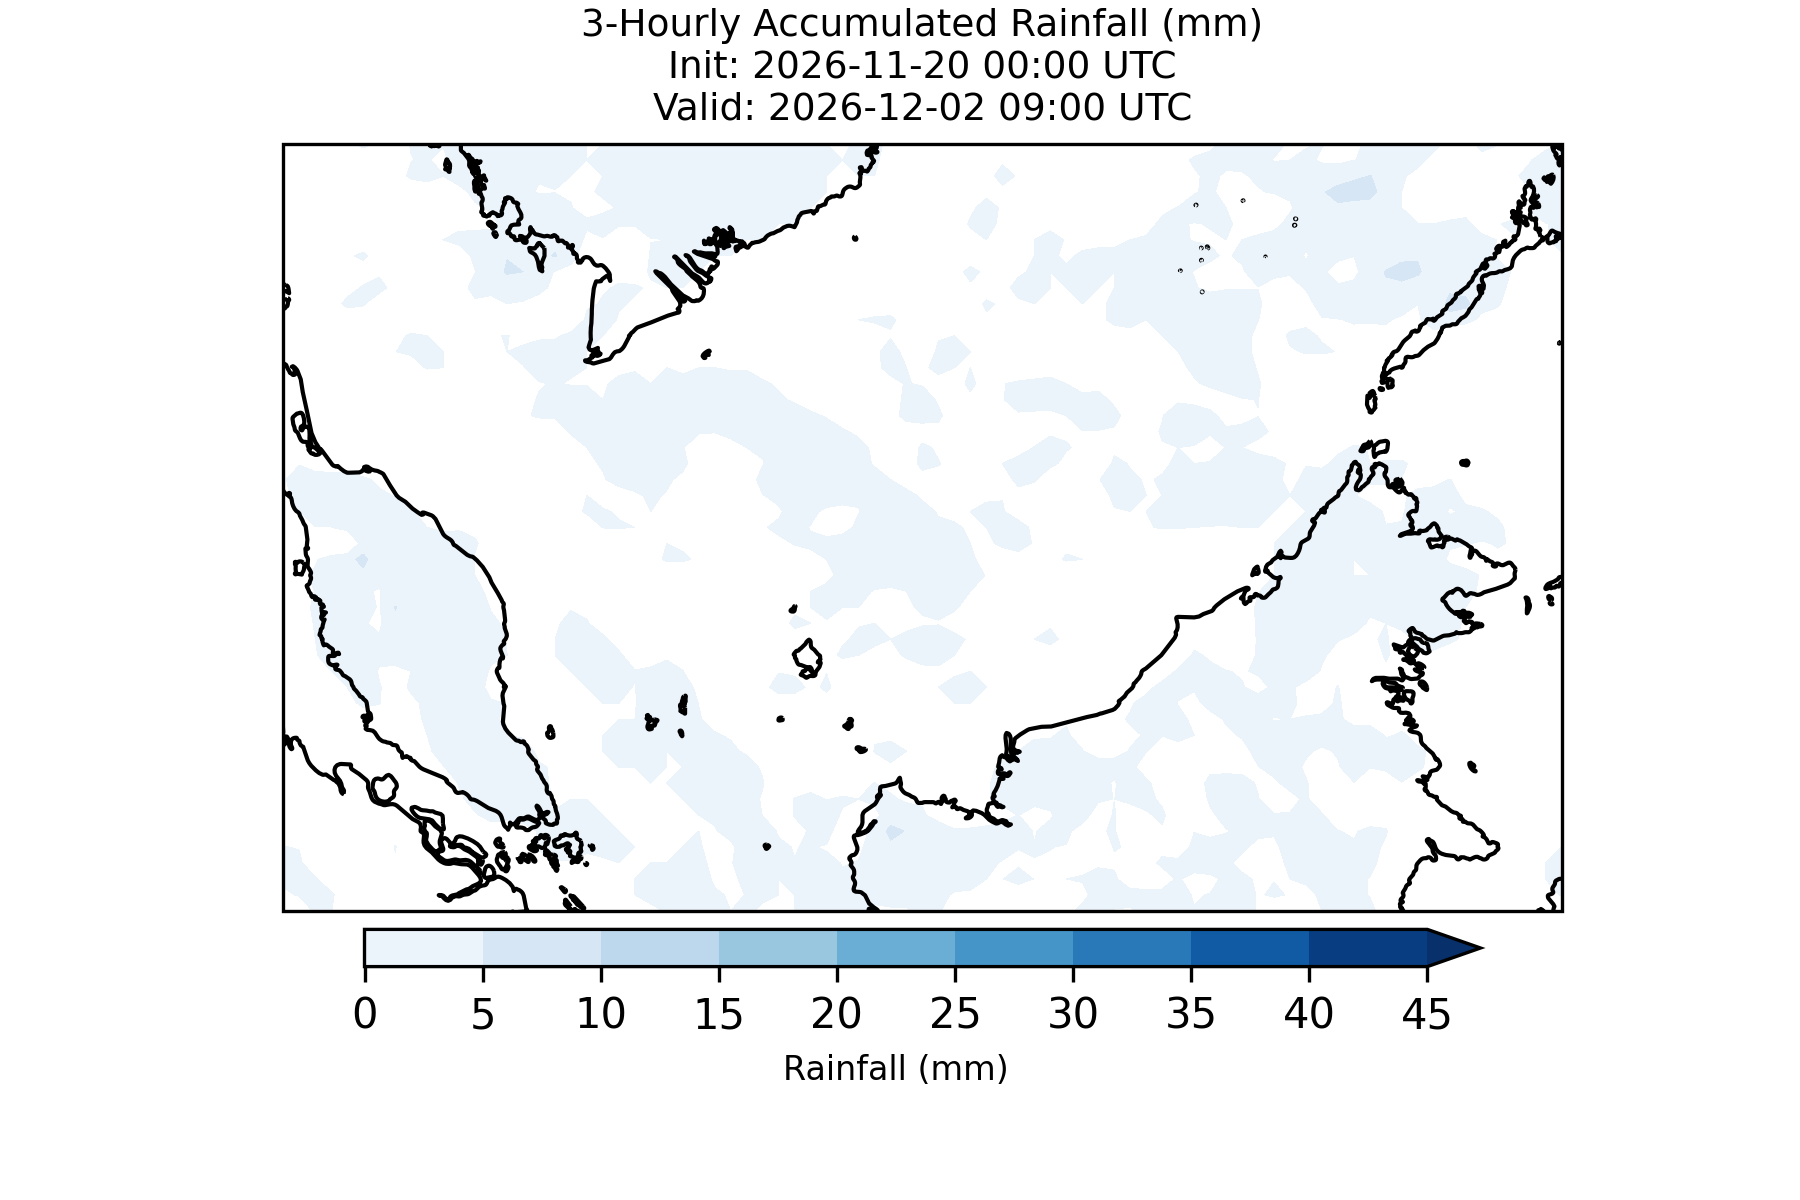 3-Hourly Accumulated Rainfall (mm)
Init: 2026-11-20 00:00 UTC
Valid: 2026-12-02 09:00 UTC
0 5 10 15 20 25 30 35 40 45
Rainfall (mm)